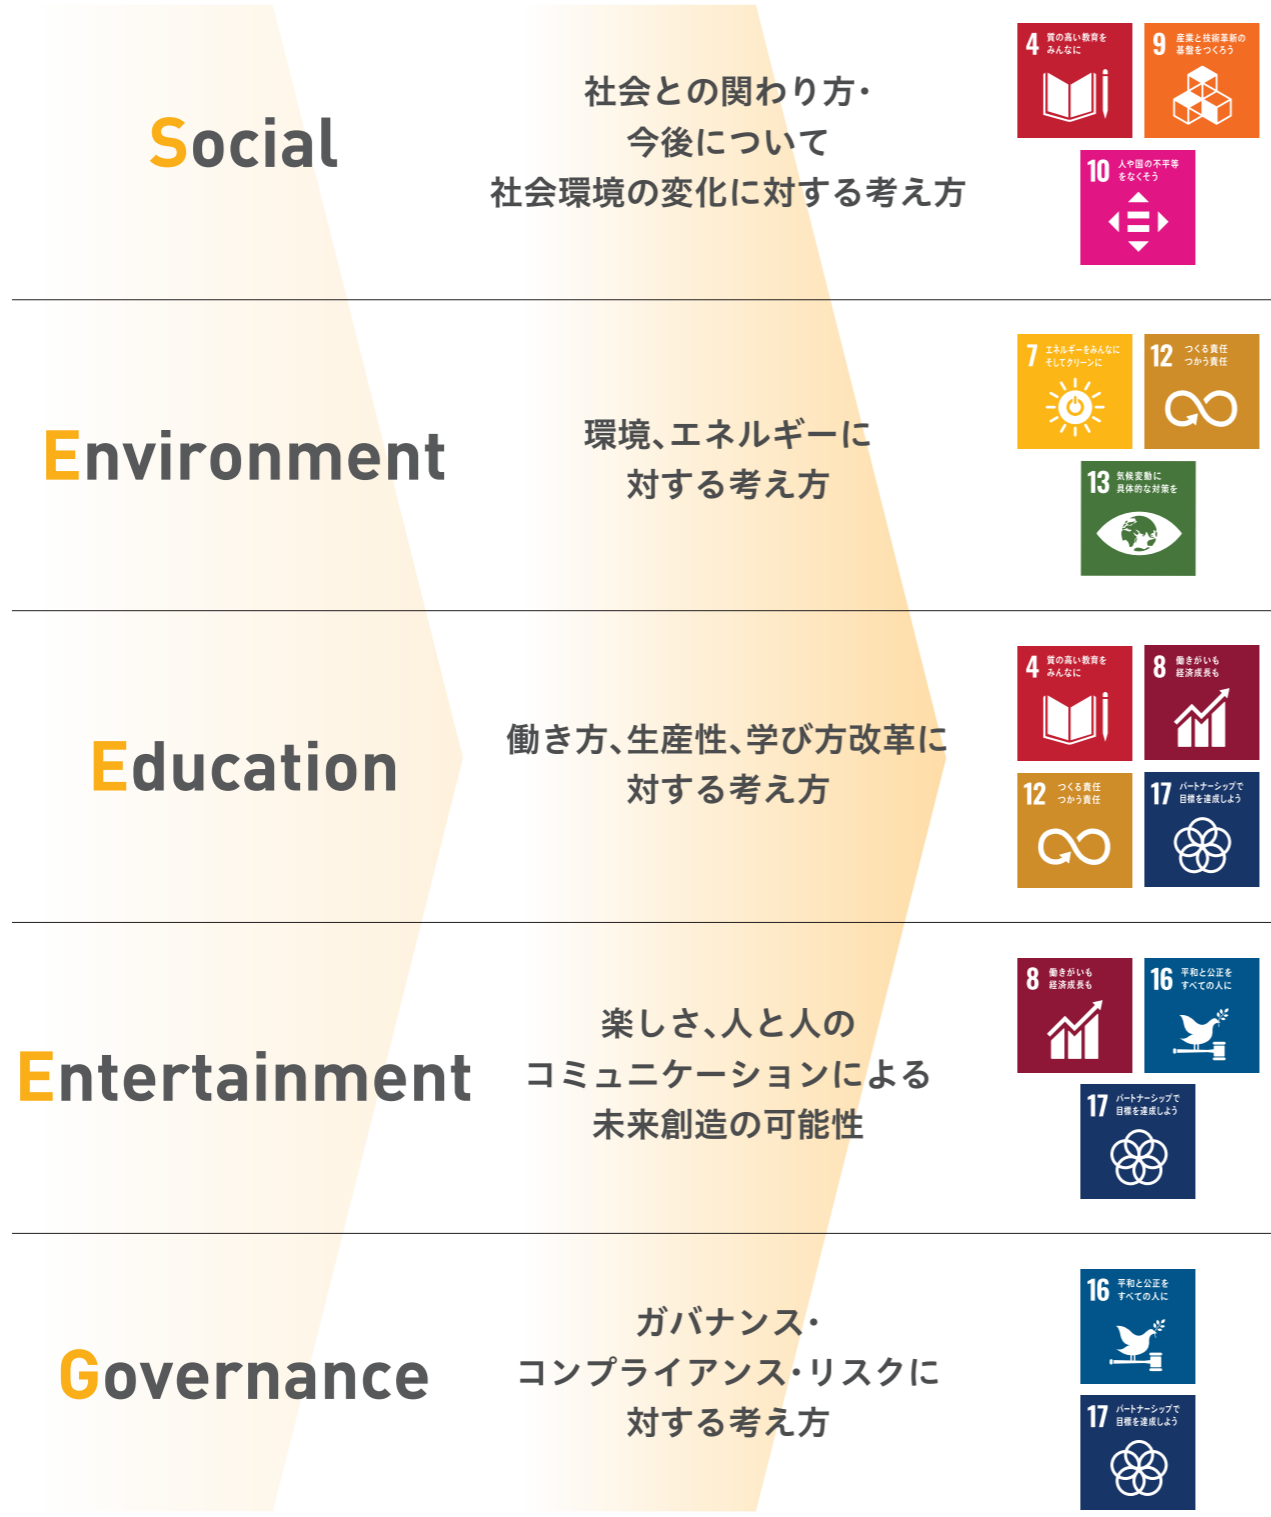 Social
社会との関わり方・
今後について
社会環境の変化に対する考え方
4 質の高い教育を
みんなに
9 産業と技術革新の
基盤をつくろう
10 人や国の不平等
をなくそう
Environment
環境、エネルギーに
対する考え方
7 エネルギーをみんなに
そしてクリーンに
12 つくる責任
つかう責任
13 気候変動に
具体的な対策を
Education
働き方、生産性、学び方改革に
対する考え方
4 質の高い教育を
みんなに
8 働きがいも
経済成長も
12 つくる責任
つかう責任
17 パートナーシップで
目標を達成しよう
Entertainment
楽しさ、人と人の
コミュニケーションによる
未来創造の可能性
8 働きがいも
経済成長も
16 平和と公正を
すべての人に
17 パートナーシップで
目標を達成しよう
Governance
ガバナンス・
コンプライアンス・リスクに
対する考え方
16 平和と公正を
すべての人に
17 パートナーシップで
目標を達成しよう